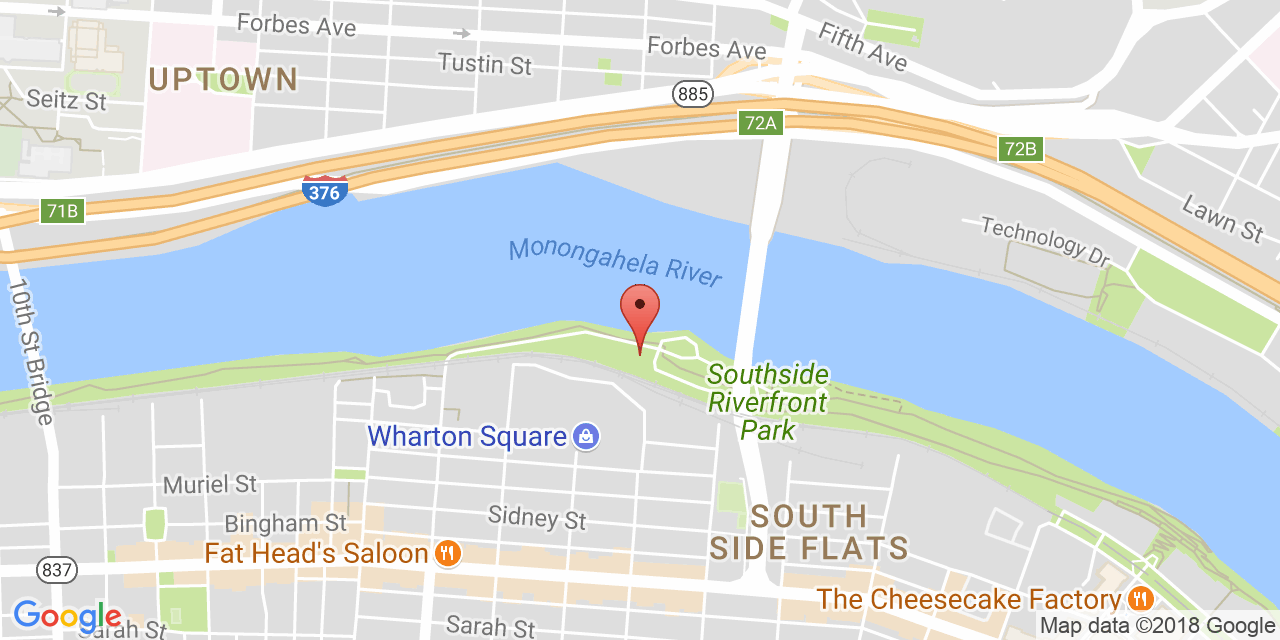 Forbes Ave
Forbes Ave
Fifth Ave
Tustin St
UPTOWN
Seitz St
885
72A
72B
376
71B
Lawn St
Technology Dr
Monongahela River
10th St Bridge
Southside
Riverfront
Park
Wharton Square
Muriel St
Bingham St
Sidney St
SOUTH
SIDE FLATS
Fat Head's Saloon
837
The Cheesecake Factory
Google
Sarah St
Sarah St
Map data ©2018 Google